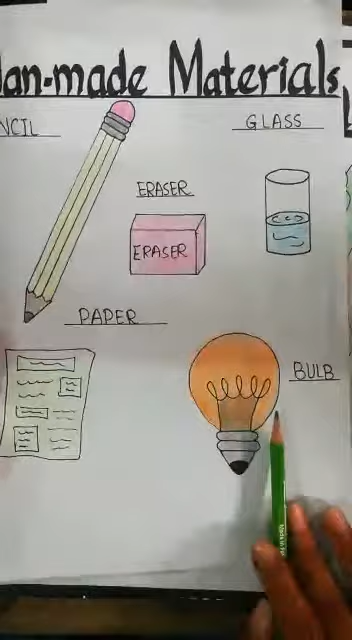 an-made Materials
NCIL
GLASS
ERASER
ERASER
PAPER
BULB